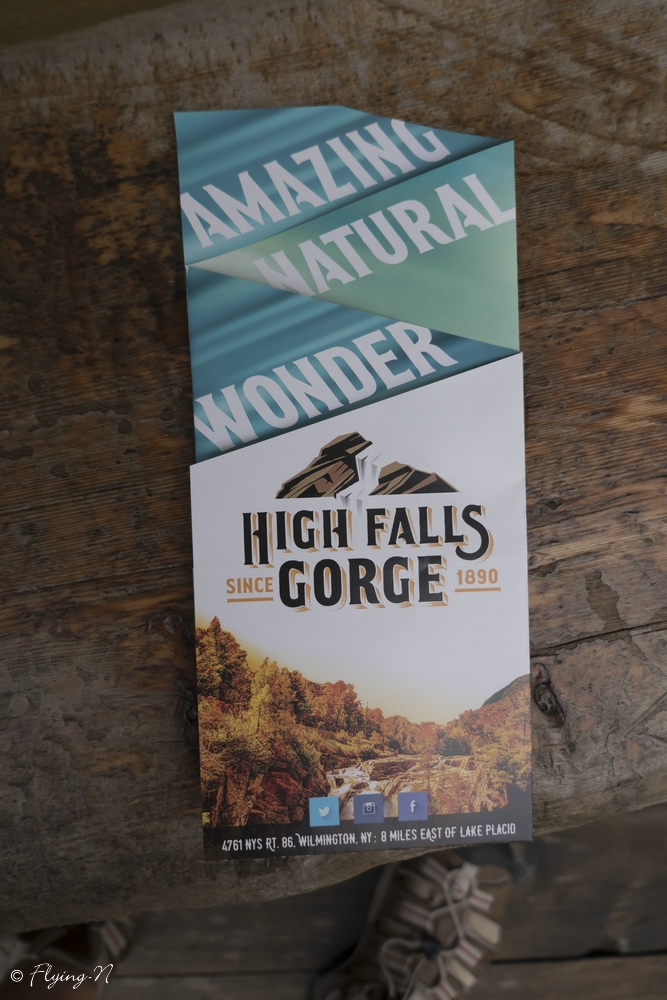 AMAZING
NATURAL
WONDER
HIGH FALLS
SINCE GORGE 1890
4761 NYS RT. 86, WILMINGTON, NY : 8 MILES EAST OF LAKE PLACID
© Flying-N